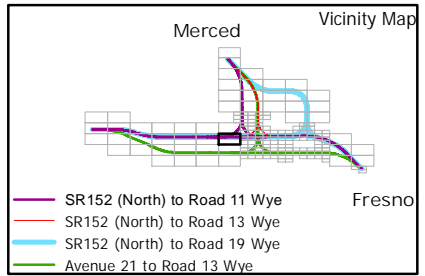 Vicinity Map
Merced
Fresno
SR152 (North) to Road 11 Wye
SR152 (North) to Road 13 Wye
SR152 (North) to Road 19 Wye
Avenue 21 to Road 13 Wye